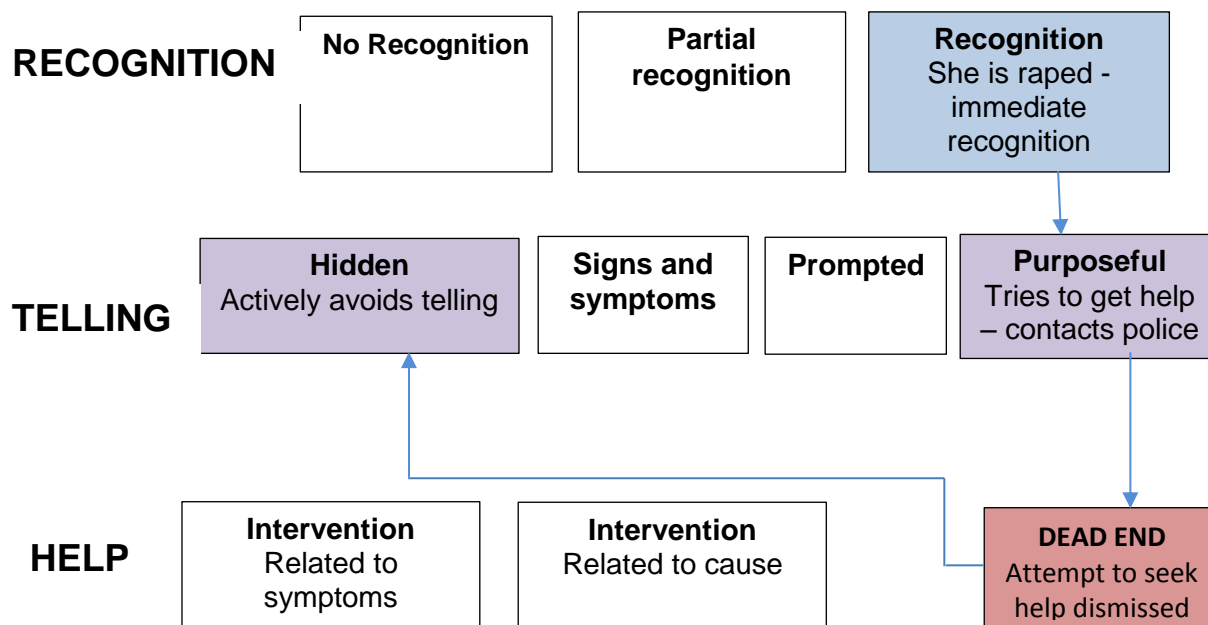 RECOGNITION
No Recognition
Partial
recognition
Recognition
She is raped -
immediate
recognition
TELLING
Hidden
Actively avoids telling
Signs and
symptoms
Prompted
Purposeful
Tries to get help
– contacts police
HELP
Intervention
Related to
symptoms
Intervention
Related to cause
DEAD END
Attempt to seek
help dismissed